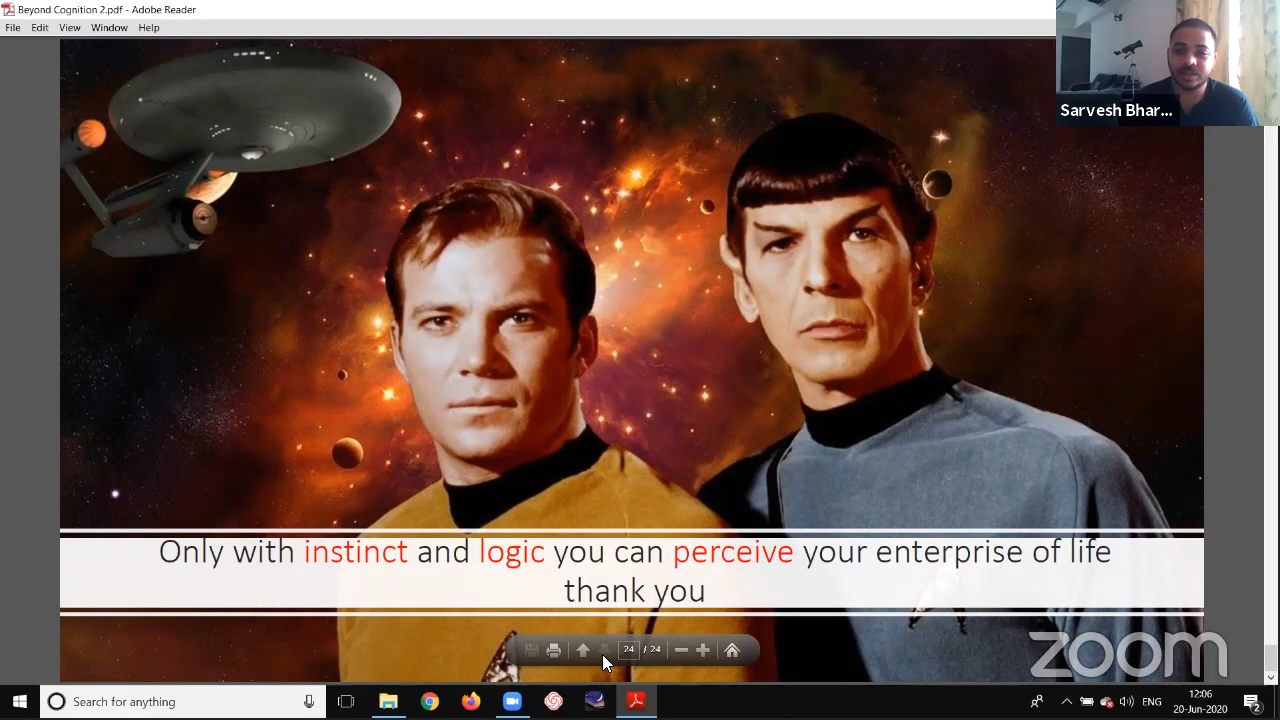 Beyond Cognition 2.pdf - Adobe Reader
File Edit View Window Help
Sarvesh Bhar...
Only with instinct and logic you can perceive your enterprise of life
thank you
24 / 24
zoom
Search for anything
ENG
12:06
20-Jun-2020
2